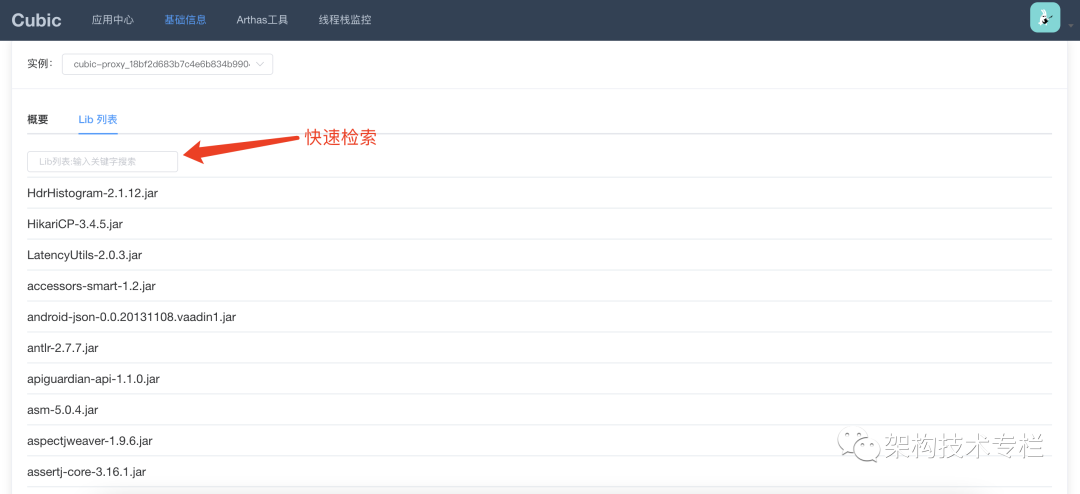 Cubic 应用中心 基础信息 Arthas工具 线程栈监控
实例: cubic-proxy_18bf2d683b7c4e6b834b990
概要 Lib 列表
快速检索
Lib列表:输入关键字搜索
HdrHistogram-2.1.12.jar
HikariCP-3.4.5.jar
LatencyUtils-2.0.3.jar
accessors-smart-1.2.jar
android-json-0.0.20131108.vaadin1.jar
antlr-2.7.7.jar
apiguardian-api-1.1.0.jar
asm-5.0.4.jar
aspectjweaver-1.9.6.jar
架构技术专栏
assertj-core-3.16.1.jar